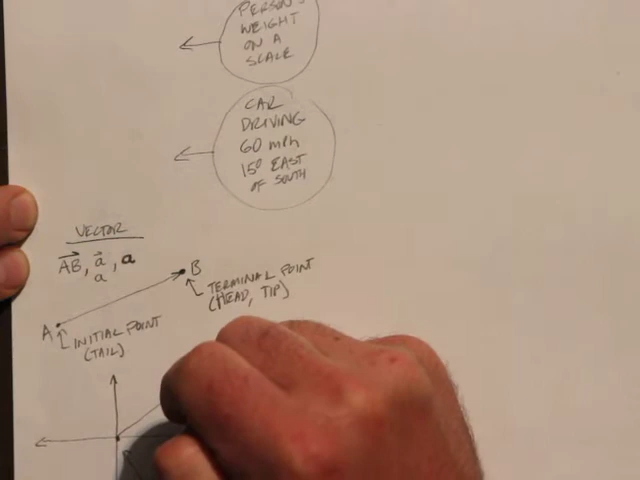 PERSON'S
WEIGHT
ON A
SCALE
CAR
DRIVING
60 mph
15° EAST
OF SOUTH
VECTOR
AB, a, a
a
B
TERMINAL POINT
(HEAD, TIP)
A
INITIAL POINT
(TAIL)